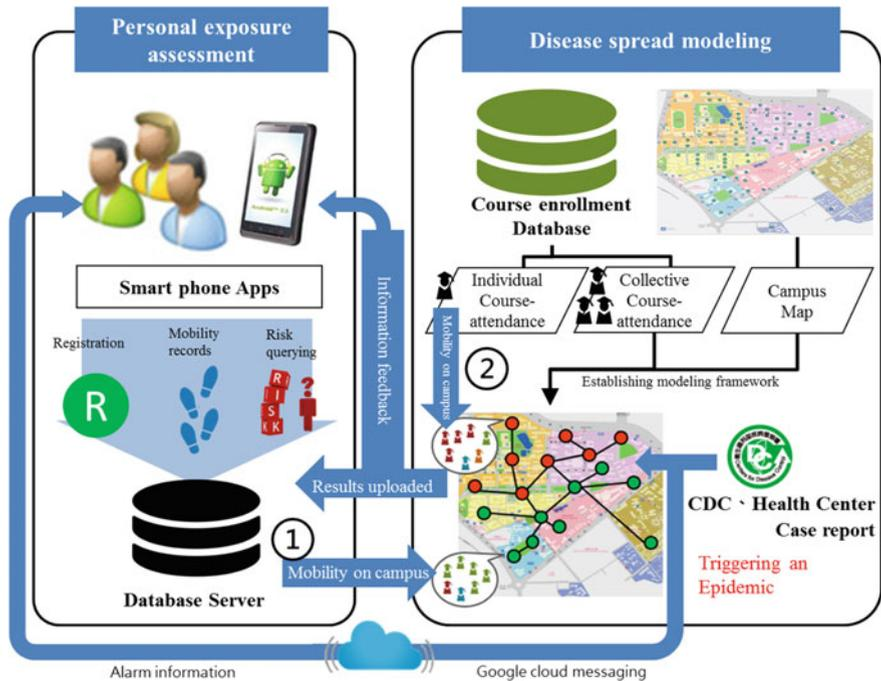 Personal exposure
assessment
Disease spread modeling
Course enrollment
Database
Smart phone Apps
Individual
Course-
attendance
Collective
Course-
attendance
Campus
Map
Registration
Mobility
records
Risk
querying
R
RISK
?
Information feedback
Mobility on campus
②
Establishing modeling framework
Results uploaded
Database Server
①
Mobility on campus
CDC、Health Center
Case report
Triggering an
Epidemic
Alarm information
Google cloud messaging